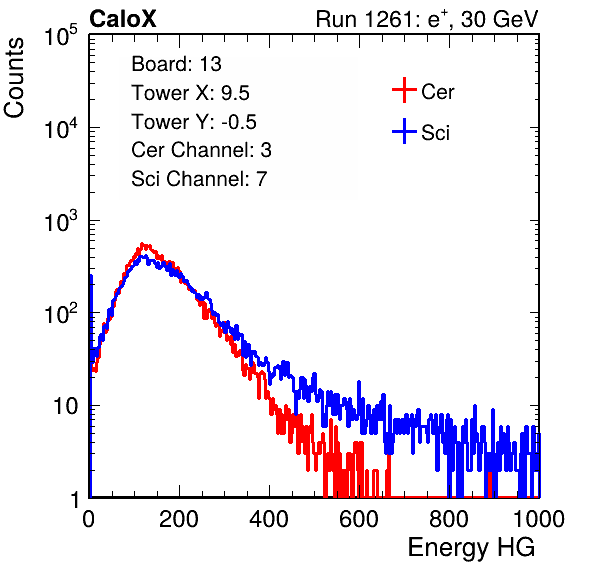 CaloX
Run 1261: e+, 30 GeV
Counts
10^5
10^4
10^3
10^2
10
1
Board: 13
Tower X: 9.5
Tower Y: -0.5
Cer Channel: 3
Sci Channel: 7
Cer
Sci
0 200 400 600 800 1000
Energy HG